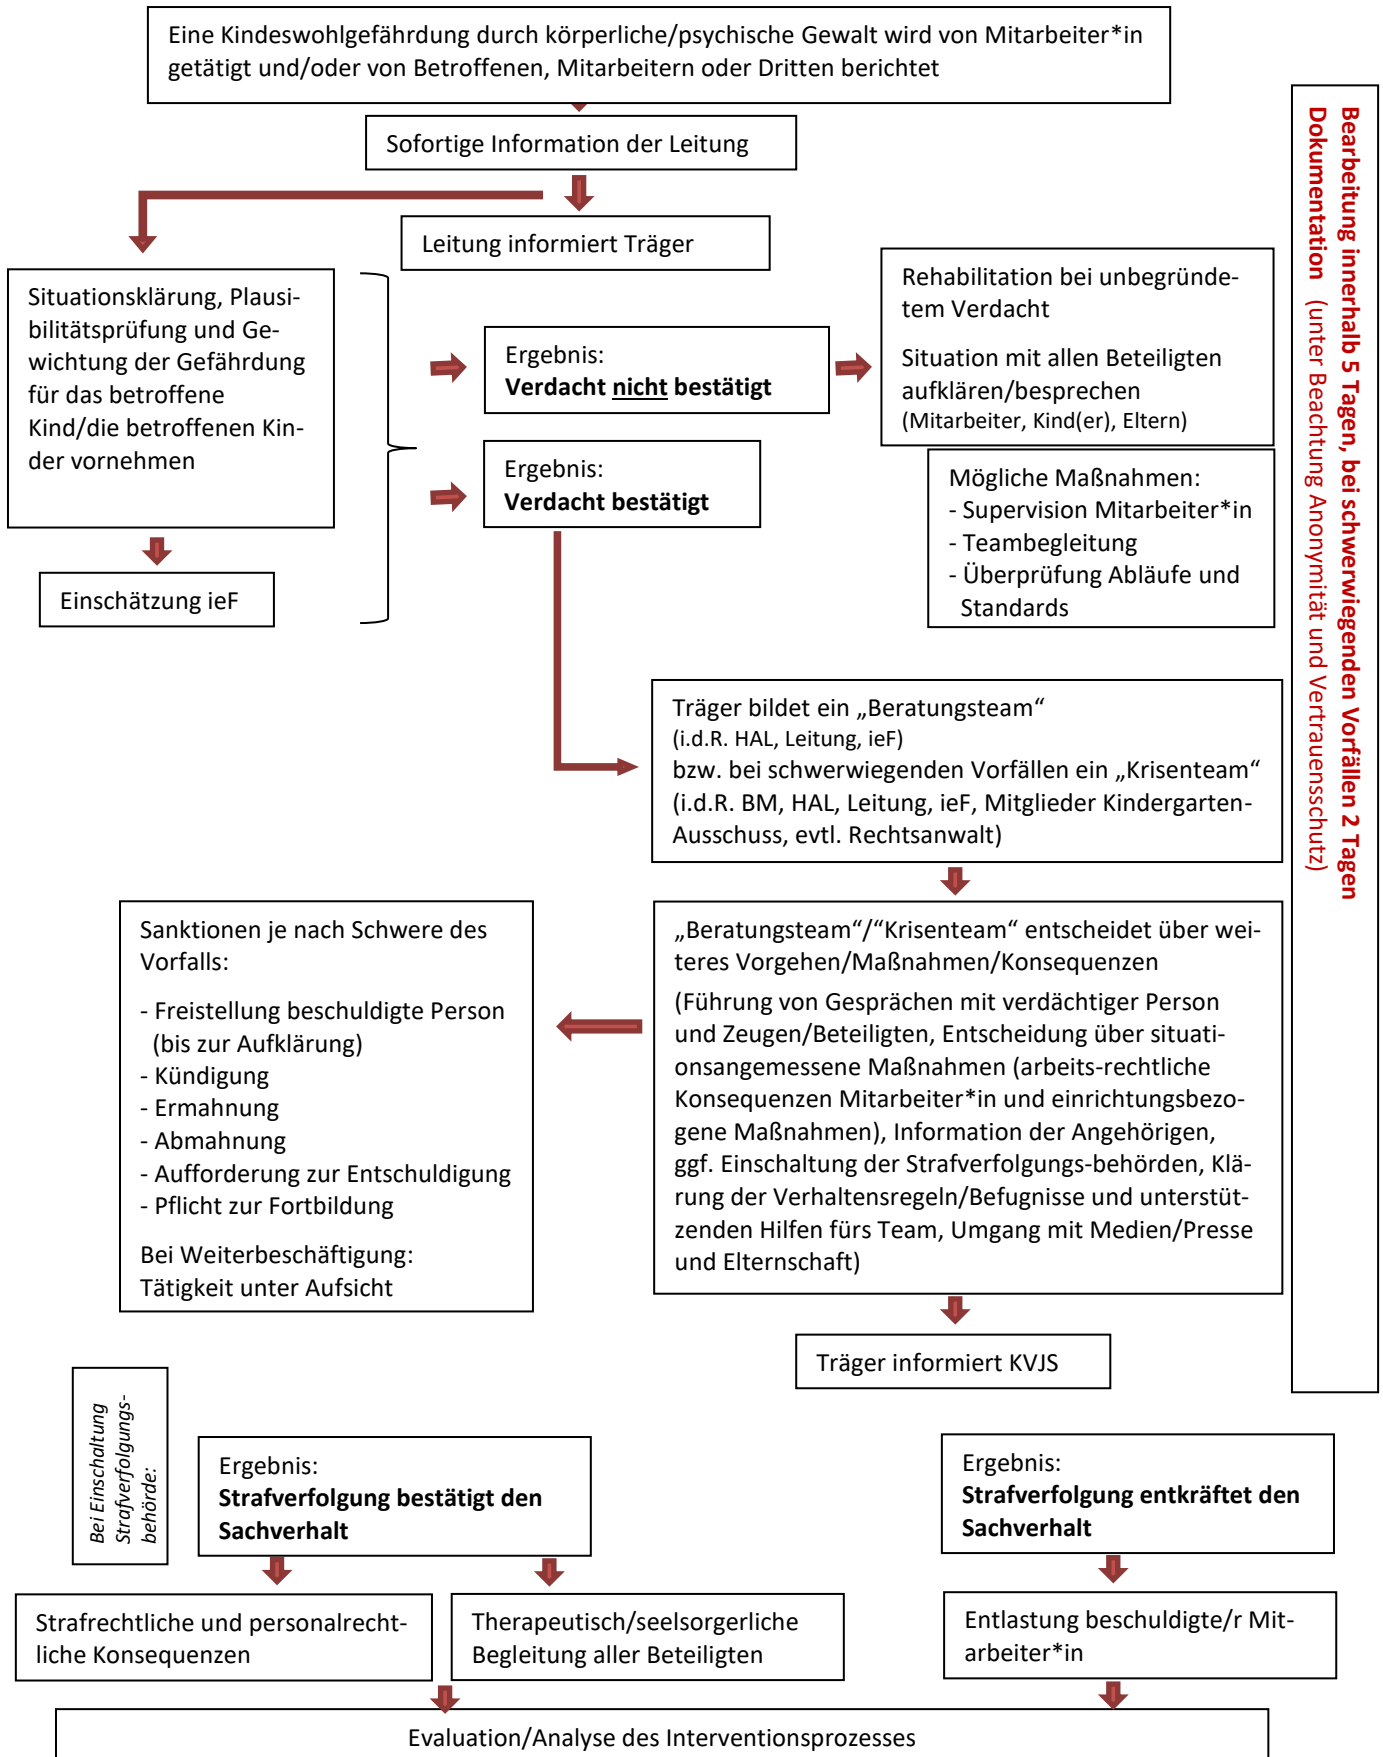 Eine Kindeswohlgefährdung durch körperliche/psychische Gewalt wird von Mitarbeiter*in
getätigt und/oder von Betroffenen, Mitarbeitern oder Dritten berichtet
Sofortige Information der Leitung
Leitung informiert Träger
Situationsklärung, Plausi-
bilitätsprüfung und Ge-
wichtung der Gefährdung
für das betroffene
Kind/die betroffenen Kin-
der vornehmen
Einschätzung ieF
Ergebnis:
Verdacht nicht bestätigt
Rehabilitation bei unbegründe-
tem Verdacht
Situation mit allen Beteiligten
aufklären/besprechen
(Mitarbeiter, Kind(er), Eltern)
Ergebnis:
Verdacht bestätigt
Mögliche Maßnahmen:
- Supervision Mitarbeiter*in
- Teambegleitung
- Überprüfung Abläufe und
Standards
Bearbeitung innerhalb 5 Tagen, bei schwerwiegenden Vorfällen 2 Tagen
Dokumentation (unter Beachtung Anonymität und Vertrauensschutz)
Träger bildet ein „Beratungsteam“
(i.d.R. HAL, Leitung, ieF)
bzw. bei schwerwiegenden Vorfällen ein „Krisenteam“
(i.d.R. BM, HAL, Leitung, ieF, Mitglieder Kindergarten-
Ausschuss, evtl. Rechtsanwalt)
„Beratungsteam“/“Krisenteam“ entscheidet über wei-
teres Vorgehen/Maßnahmen/Konsequenzen
(Führung von Gesprächen mit verdächtiger Person
und Zeugen/Beteiligten, Entscheidung über situati-
onsangemessene Maßnahmen (arbeits-rechtliche
Konsequenzen Mitarbeiter*in und einrichtungsbezo-
gene Maßnahmen), Information der Angehörigen,
ggf. Einschaltung der Strafverfolgungs-behörden, Klä-
rung der Verhaltensregeln/Befugnisse und unterstüt-
zenden Hilfen fürs Team, Umgang mit Medien/Presse
und Elternschaft)
Sanktionen je nach Schwere des
Vorfalls:
- Freistellung beschuldigte Person
(bis zur Aufklärung)
- Kündigung
- Ermahnung
- Abmahnung
- Aufforderung zur Entschuldigung
- Pflicht zur Fortbildung
Bei Weiterbeschäftigung:
Tätigkeit unter Aufsicht
Träger informiert KVJS
Bei Einschaltung
Strafverfolgungs-
behörde:
Ergebnis:
Strafverfolgung bestätigt den
Sachverhalt
Ergebnis:
Strafverfolgung entkräftet den
Sachverhalt
Strafrechtliche und personalrecht-
liche Konsequenzen
Therapeutisch/seelsorgerliche
Begleitung aller Beteiligten
Entlastung beschuldigte/r Mit-
arbeiter*in
Evaluation/Analyse des Interventionsprozesses